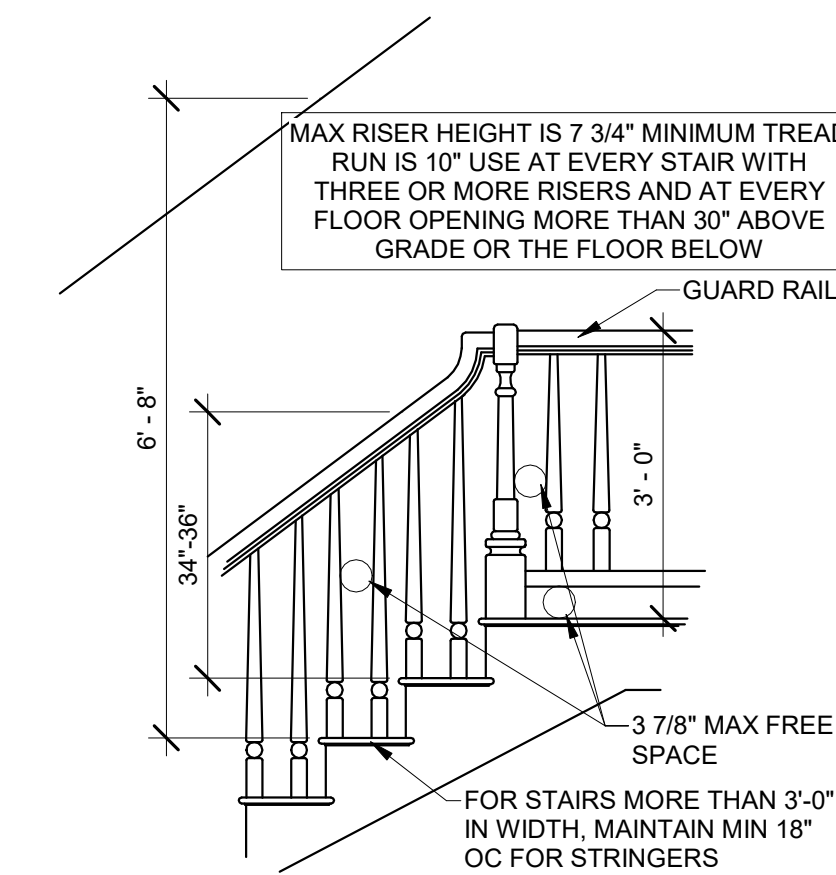 MAX RISER HEIGHT IS 7 3/4" MINIMUM TREAD
RUN IS 10" USE AT EVERY STAIR WITH
THREE OR MORE RISERS AND AT EVERY
FLOOR OPENING MORE THAN 30" ABOVE
GRADE OR THE FLOOR BELOW
GUARD RAIL
6' - 8"
34"-36"
3' - 0"
3 7/8" MAX FREE
SPACE
FOR STAIRS MORE THAN 3'-0"
IN WIDTH, MAINTAIN MIN 18"
OC FOR STRINGERS